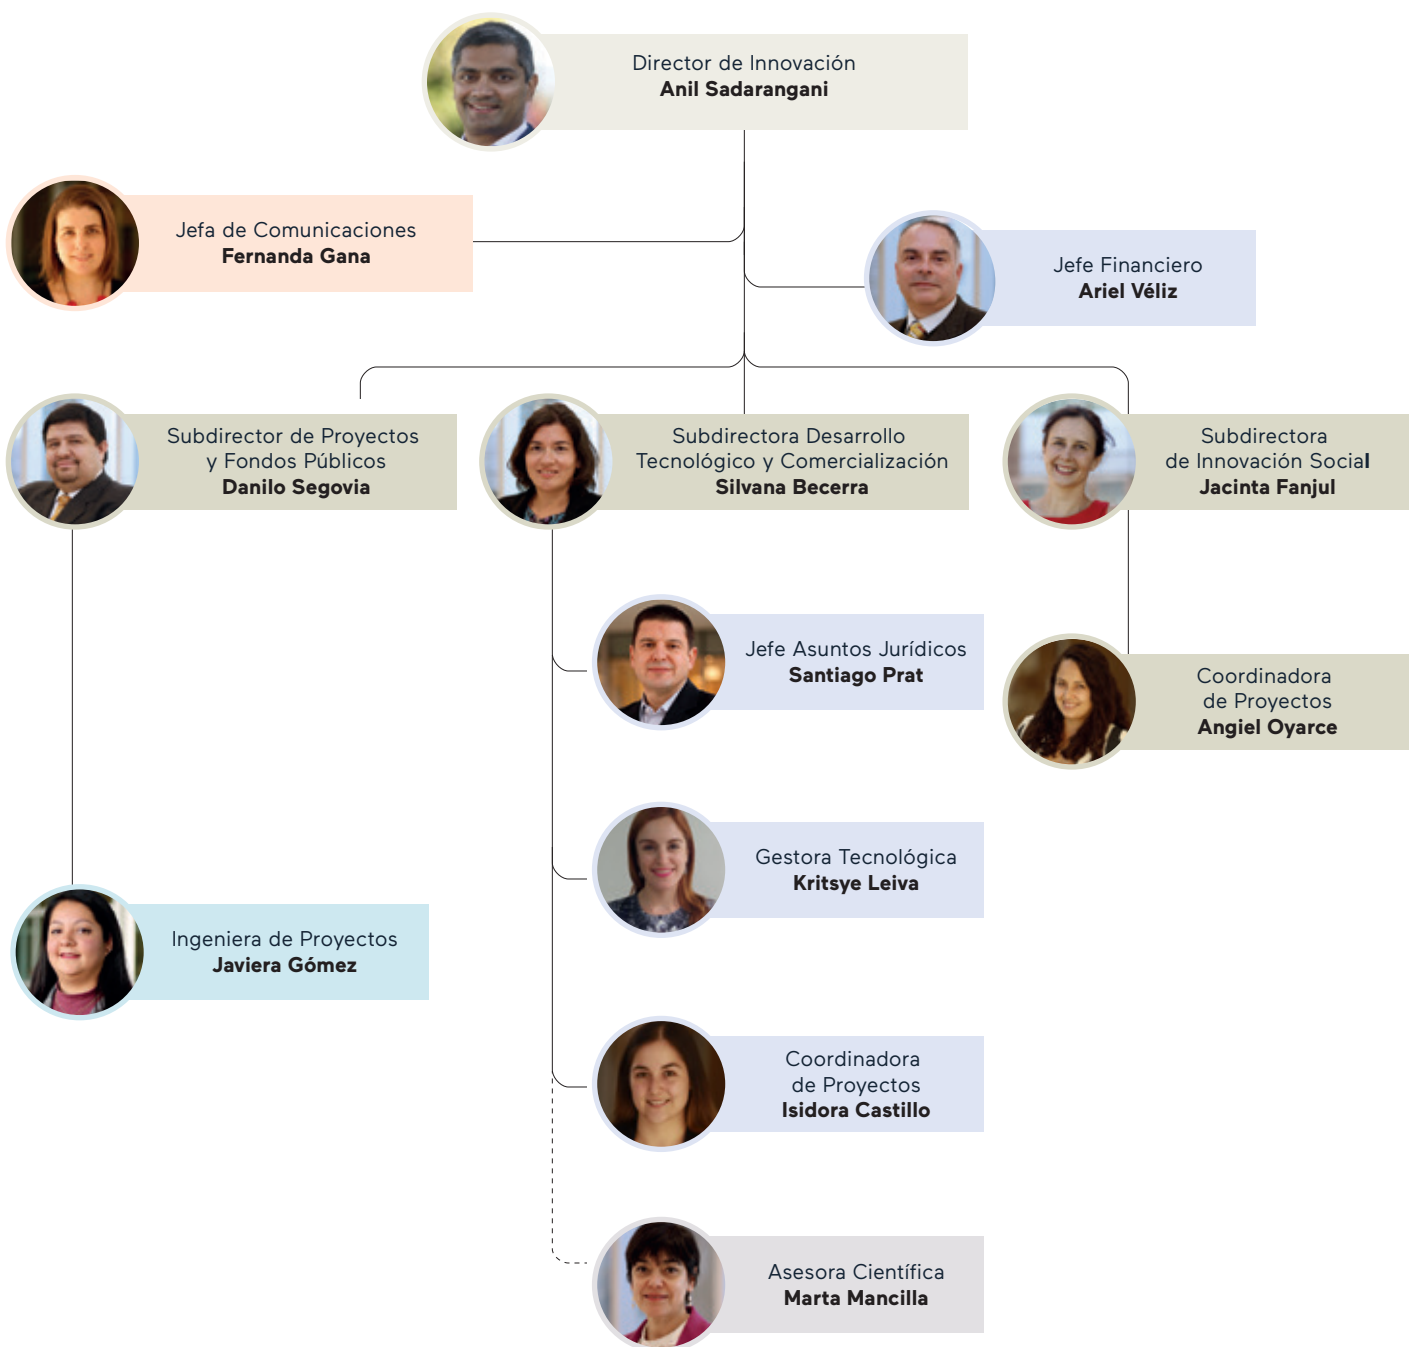 Director de Innovación
Anil Sadarangani
Jefa de Comunicaciones
Fernanda Gana
Jefe Financiero
Ariel Véliz
Subdirector de Proyectos
y Fondos Públicos
Danilo Segovia
Subdirectora Desarrollo
Tecnológico y Comercialización
Silvana Becerra
Subdirectora
de Innovación Social
Jacinta Fanjul
Jefe Asuntos Jurídicos
Santiago Prat
Coordinadora
de Proyectos
Angiel Oyarce
Gestora Tecnológica
Kritsye Leiva
Ingeniera de Proyectos
Javiera Gómez
Coordinadora
de Proyectos
Isidora Castillo
Asesora Científica
Marta Mancilla